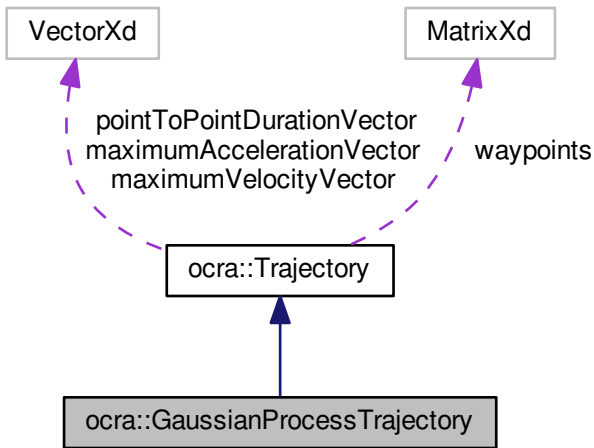 VectorXd
MatrixXd
pointToPointDurationVector
maximumAccelerationVector
maximumVelocityVector
waypoints
ocra::Trajectory
ocra::GaussianProcessTrajectory